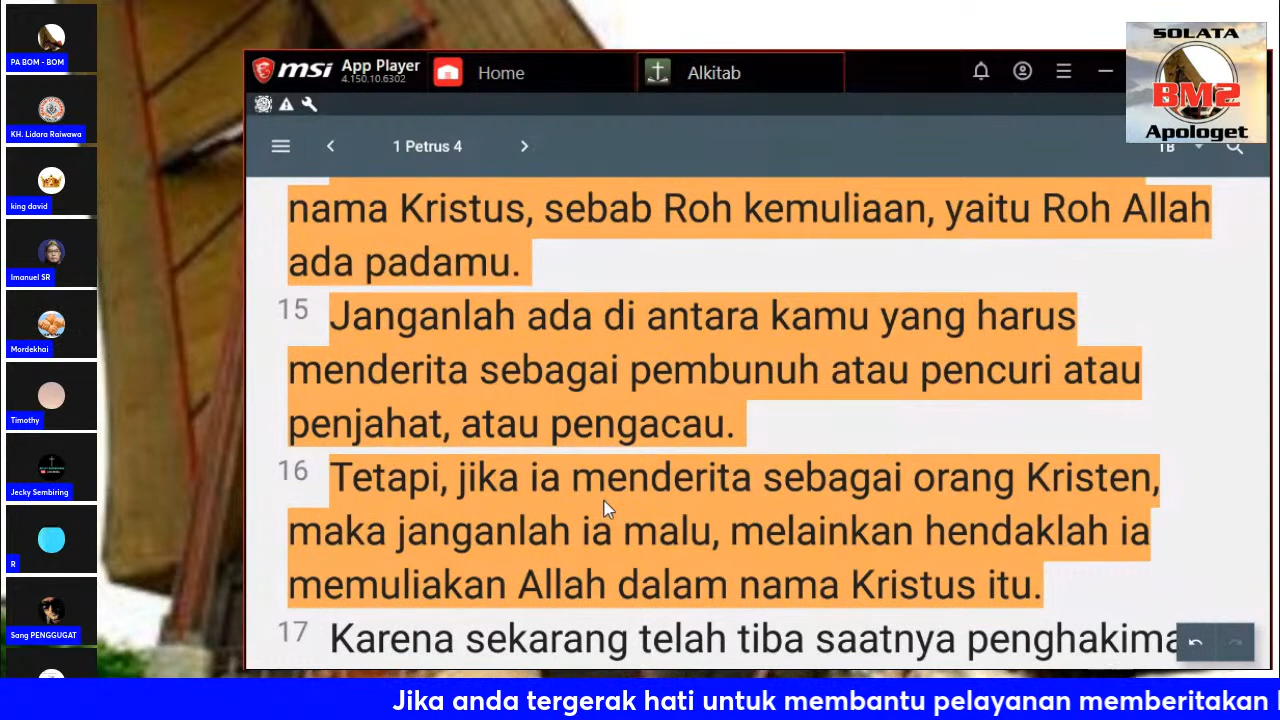 PA BOM - BOM
KH. Lidara Raiwawa
king david
Imanuel SR
Mordekhai
Timothy
Jecky Sembiring
R
Sang PENGGUGAT
msi App Player
4.150.10.6302
Home
Alkitab
SOLATA
BM2
Apologet
1 Petrus 4
TB
nama Kristus, sebab Roh kemuliaan, yaitu Roh Allah
ada padamu.
15 Janganlah ada di antara kamu yang harus
menderita sebagai pembunuh atau pencuri atau
penjahat, atau pengacau.
16 Tetapi, jika ia menderita sebagai orang Kristen,
maka janganlah ia malu, melainkan hendaklah ia
memuliakan Allah dalam nama Kristus itu.
17 Karena sekarang telah tiba saatnya penghakima
Jika anda tergerak hati untuk membantu pelayanan memberitakan